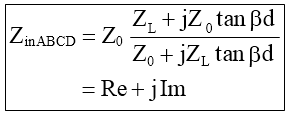 Z_inABCD = Z_0 (Z_L + jZ_0 tan βd) / (Z_0 + jZ_L tan βd)
= Re + j Im